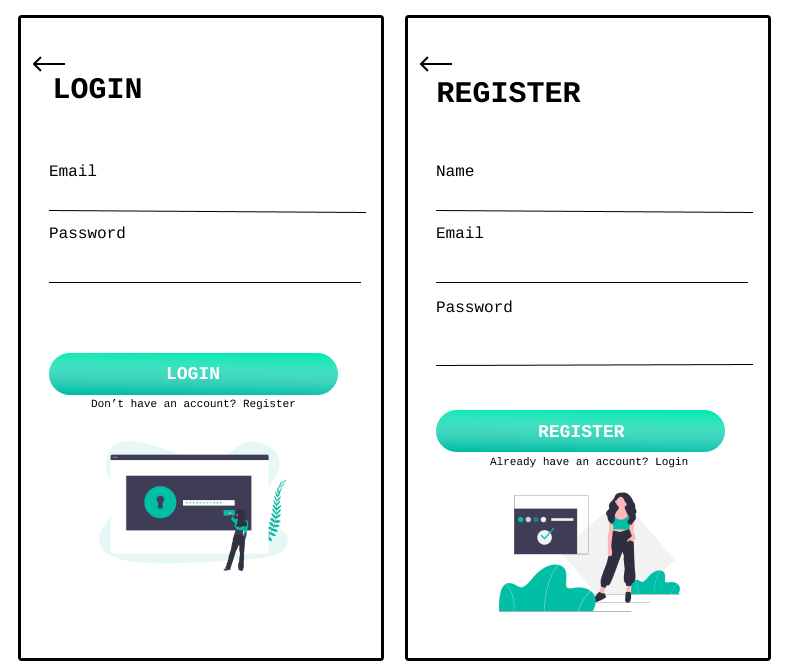 LOGIN
Email
Password
LOGIN
Don’t have an account? Register
REGISTER
Name
Email
Password
REGISTER
Already have an account? Login